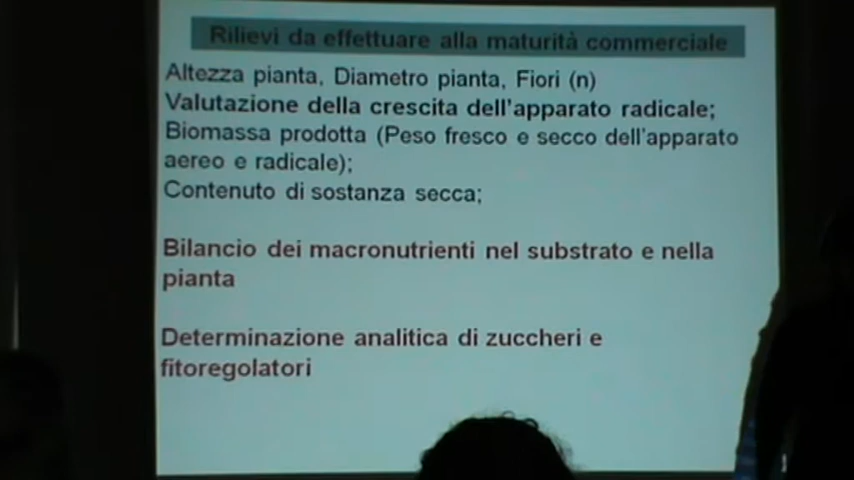 Rilievi da effettuare alla maturità commerciale
Altezza pianta, Diametro pianta, Fiori (n)
Valutazione della crescita dell'apparato radicale;
Biomassa prodotta (Peso fresco e secco dell'apparato
aereo e radicale);
Contenuto di sostanza secca;
Bilancio dei macronutrienti nel substrato e nella
pianta
Determinazione analitica di zuccheri e
fitoregolatori